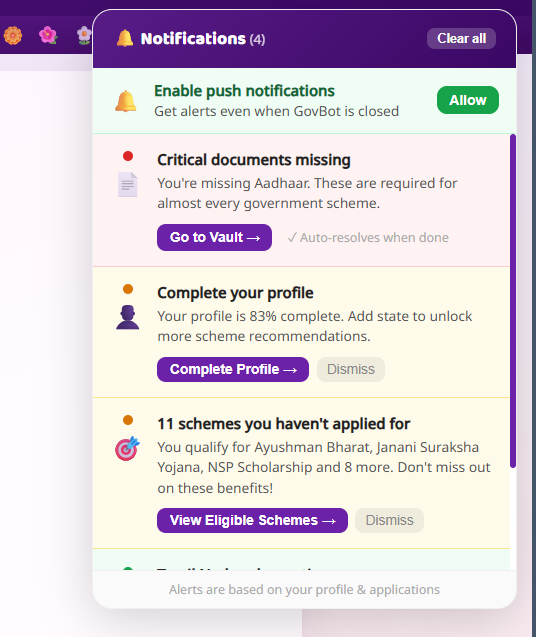 Notifications (4)
Clear all
Enable push notifications
Get alerts even when GovBot is closed
Allow
Critical documents missing
You're missing Aadhaar. These are required for
almost every government scheme.
Go to Vault →
✓ Auto-resolves when done
Complete your profile
Your profile is 83% complete. Add state to unlock
more scheme recommendations.
Complete Profile →
Dismiss
11 schemes you haven't applied for
You qualify for Ayushman Bharat, Janani Suraksha
Yojana, NSP Scholarship and 8 more. Don't miss out
on these benefits!
View Eligible Schemes →
Dismiss
Alerts are based on your profile & applications